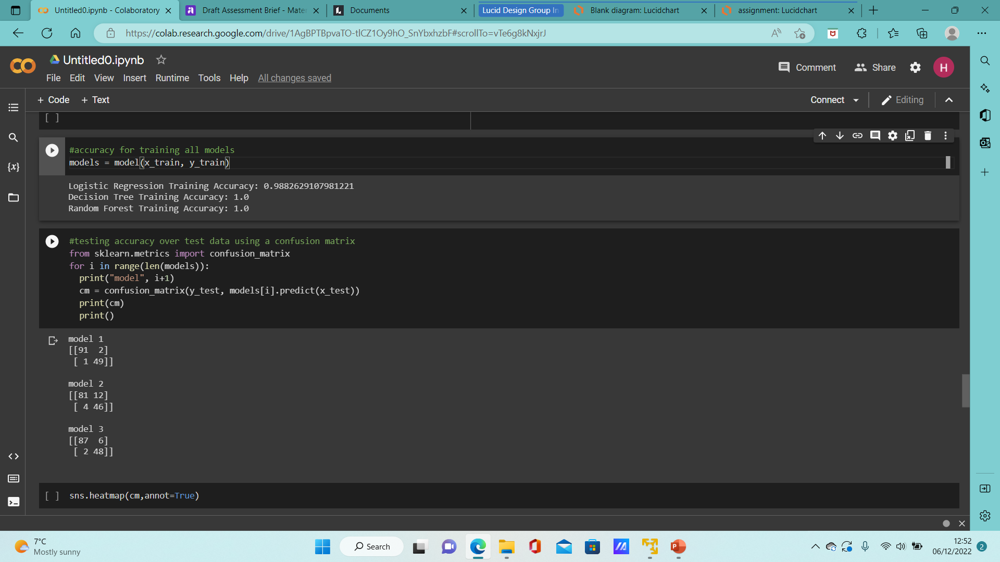 Untitled0.ipynb - Colaboratory
Draft Assessment Brief - Mater
Documents
Lucid Design Group In
Blank diagram: Lucidchart
assignment: Lucidchart
https://colab.research.google.com/drive/1AgBPTBpvaTO-tlCZ1Oy9hO_SnYbxhzbF#scrollTo=vTe6g8kNxjrJ
Untitled0.ipynb
Comment
Share
H
File Edit View Insert Runtime Tools Help All changes saved
+ Code + Text
Connect
Editing
[ ]
#accuracy for training all models
models = model(x_train, y_train)
Logistic Regression Training Accuracy: 0.9882629107981221
Decision Tree Training Accuracy: 1.0
Random Forest Training Accuracy: 1.0
#testing accuracy over test data using a confusion matrix
from sklearn.metrics import confusion_matrix
for i in range(len(models)):
  print("model", i+1)
  cm = confusion_matrix(y_test, models[i].predict(x_test))
  print(cm)
  print()
model 1
[[91  2]
 [ 1 49]]
model 2
[[81 12]
 [ 4 46]]
model 3
[[87  6]
 [ 2 48]]
[ ] sns.heatmap(cm,annot=True)
7°C
Mostly sunny
Search
12:52
06/12/2022
2